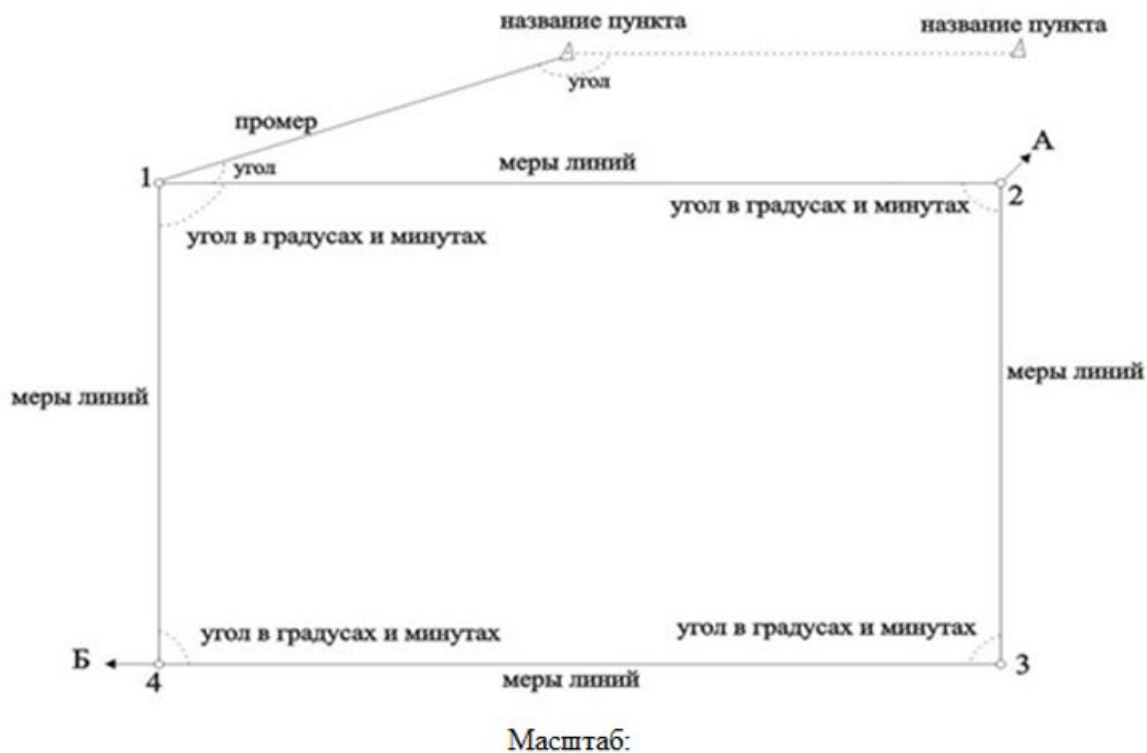 название пункта
название пункта
угол
промер
А
угол
меры линий
1
2
угол в градусах и минутах
угол в градусах и минутах
меры линий
меры линий
угол в градусах и минутах
угол в градусах и минутах
Б
3
4
меры линий
Масштаб: